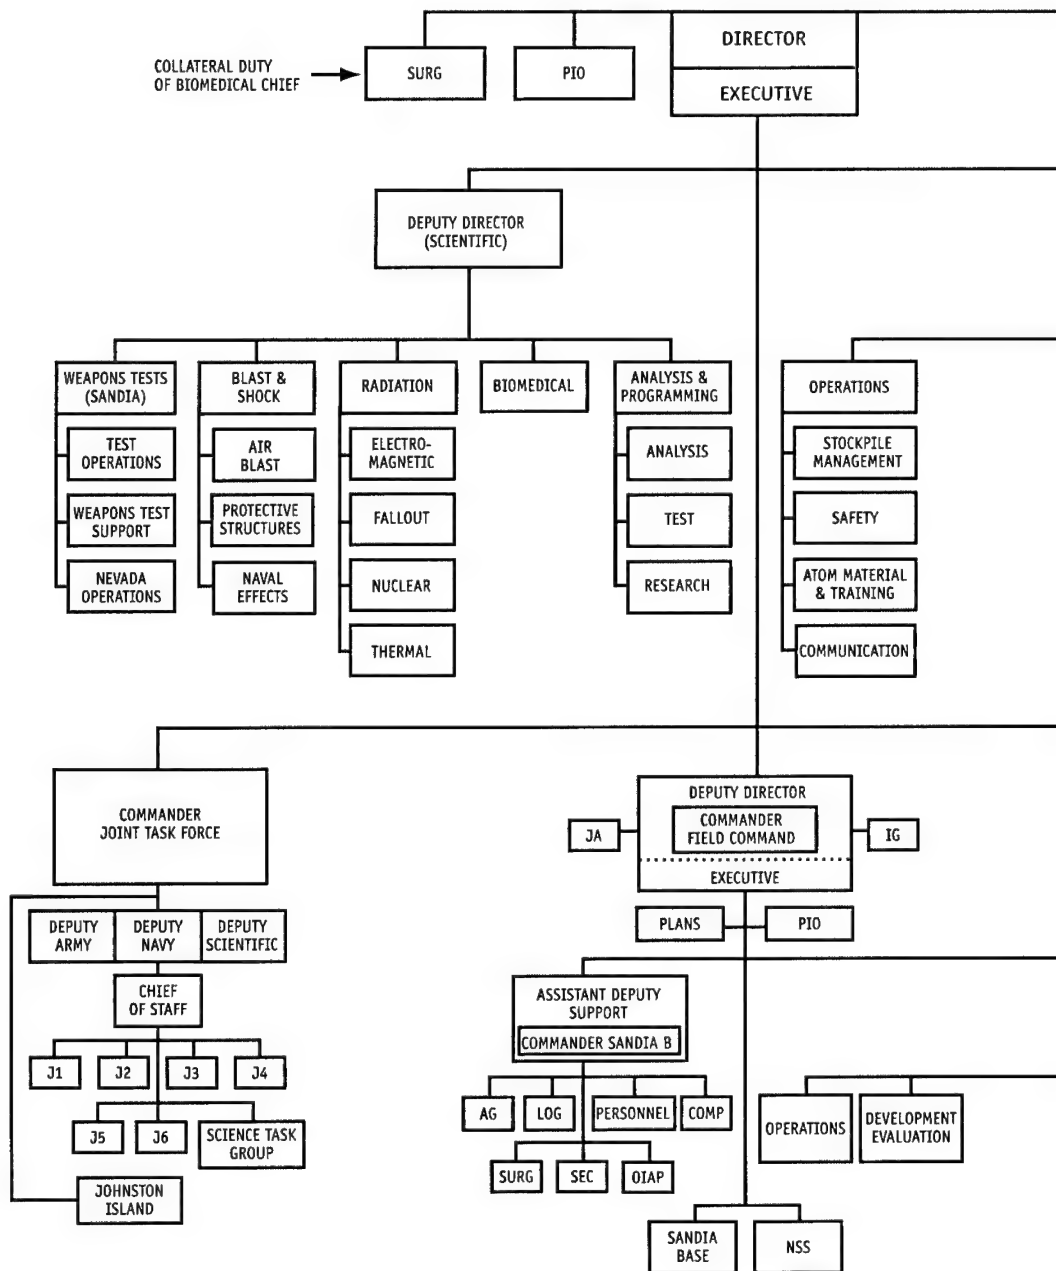 DIRECTOR
COLLATERAL DUTY
OF BIOMEDICAL CHIEF
SURG
PIO
EXECUTIVE
DEPUTY DIRECTOR
(SCIENTIFIC)
WEAPONS TESTS
(SANDIA)
BLAST &
SHOCK
RADIATION
BIOMEDICAL
ANALYSIS &
PROGRAMMING
OPERATIONS
TEST
OPERATIONS
AIR
BLAST
ELECTRO-
MAGNETIC
ANALYSIS
STOCKPILE
MANAGEMENT
WEAPONS TEST
SUPPORT
PROTECTIVE
STRUCTURES
FALLOUT
TEST
SAFETY
NEVADA
OPERATIONS
NAVAL
EFFECTS
NUCLEAR
RESEARCH
ATOM MATERIAL
& TRAINING
THERMAL
COMMUNICATION
COMMANDER
JOINT TASK FORCE
DEPUTY DIRECTOR
COMMANDER
FIELD COMMAND
JA
IG
EXECUTIVE
DEPUTY
ARMY
DEPUTY
NAVY
DEPUTY
SCIENTIFIC
PLANS
PIO
CHIEF
OF STAFF
ASSISTANT DEPUTY
SUPPORT
COMMANDER SANDIA B
J1
J2
J3
J4
AG
LOG
PERSONNEL
COMP
OPERATIONS
DEVELOPMENT
EVALUATION
J5
J6
SCIENCE TASK
GROUP
SURG
SEC
OIAP
JOHNSTON
ISLAND
SANDIA
BASE
NSS